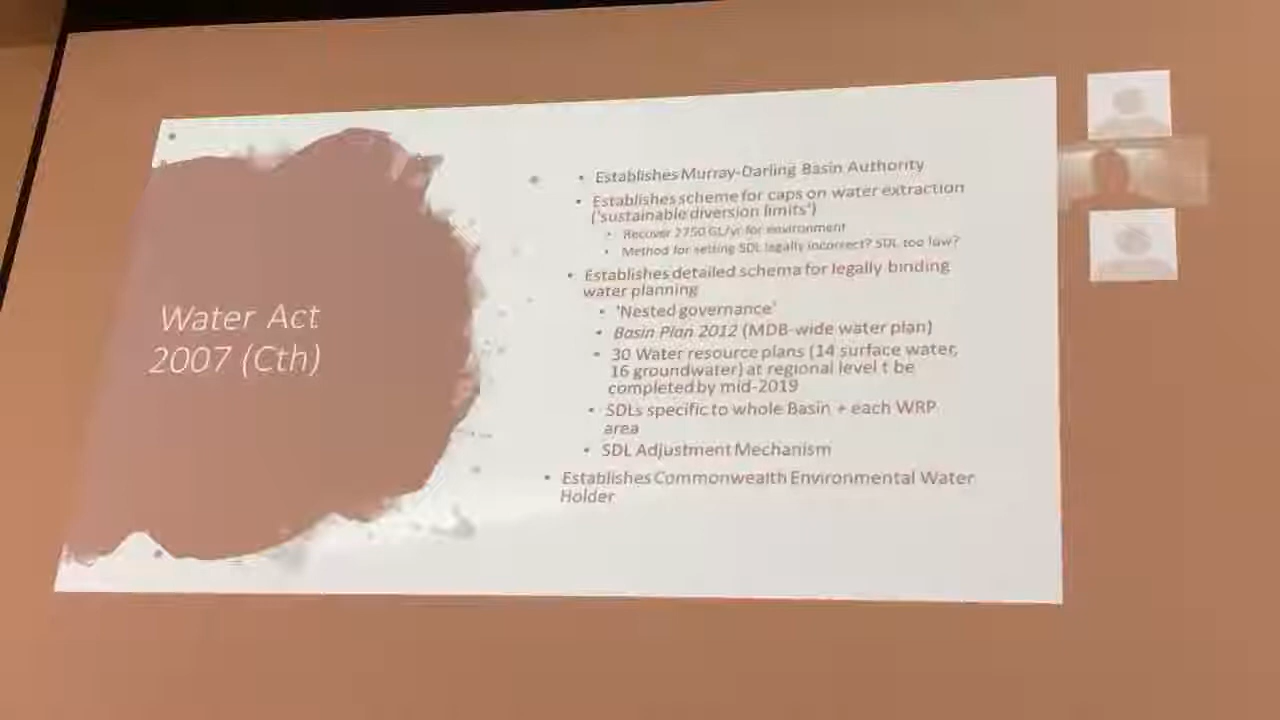 Water Act
2007 (Cth)
• Establishes Murray-Darling Basin Authority
• Establishes scheme for caps on water extraction
('sustainable diversion limits')
• Recover 2750 GL/yr for environment
• Method for setting SDL legally incorrect? SDL too low?
• Establishes detailed schema for legally binding
water planning
• 'Nested governance'
• Basin Plan 2012 (MDB-wide water plan)
• 30 Water resource plans (14 surface water,
16 groundwater) at regional level t be
completed by mid-2019
• SDLs specific to whole Basin + each WRP
area
• SDL Adjustment Mechanism
• Establishes Commonwealth Environmental Water
Holder